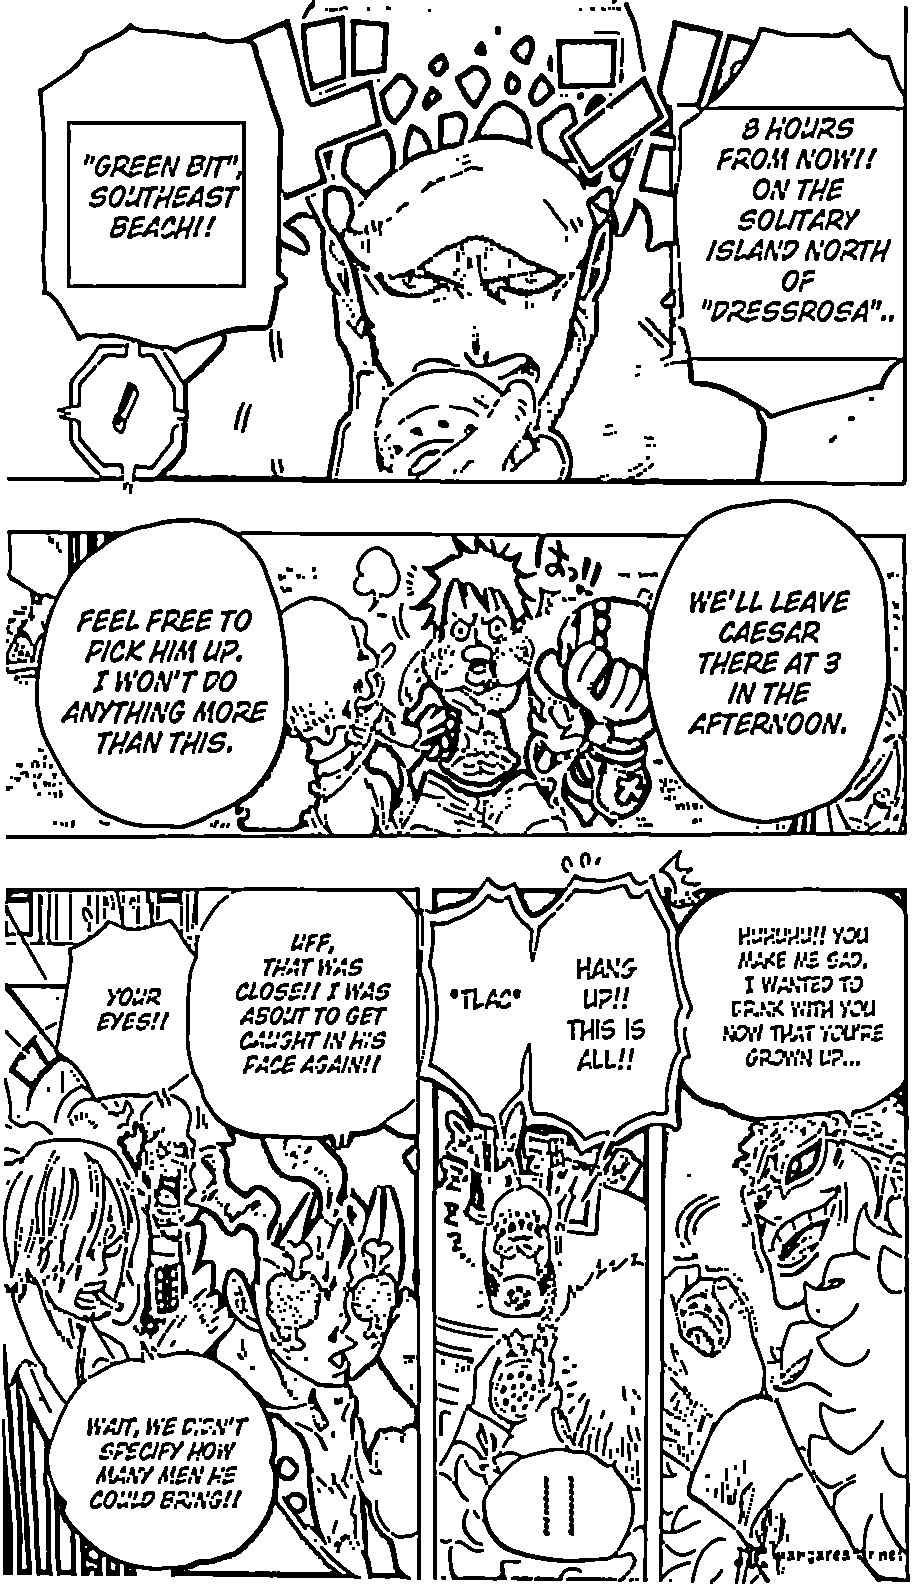 8 HOURS
FROM NOW!!
ON THE
SOLITARY
ISLAND NORTH
OF
"DRESSROSA"..
"GREEN BIT",
SOUTHEAST
BEACH!!
WE'LL LEAVE
CAESAR
THERE AT 3
IN THE
AFTERNOON.
はっ!!
FEEL FREE TO
PICK HIM UP.
I WON'T DO
ANYTHING MORE
THAN THIS.
HUHUHU!! YOU
MAKE ME SAD.
I WANTED TO
DRINK WITH YOU
NOW THAT YOU'RE
GROWN UP...
HANG
UP!!
THIS IS
ALL!!
*TLAC*
UFF,
THAT WAS
CLOSE!! I WAS
ABOUT TO GET
CAUGHT IN HIS
FACE AGAIN!!
YOUR
EYES!!
WAIT, WE DIDN'T
SPECIFY HOW
MANY MEN HE
COULD BRING!!